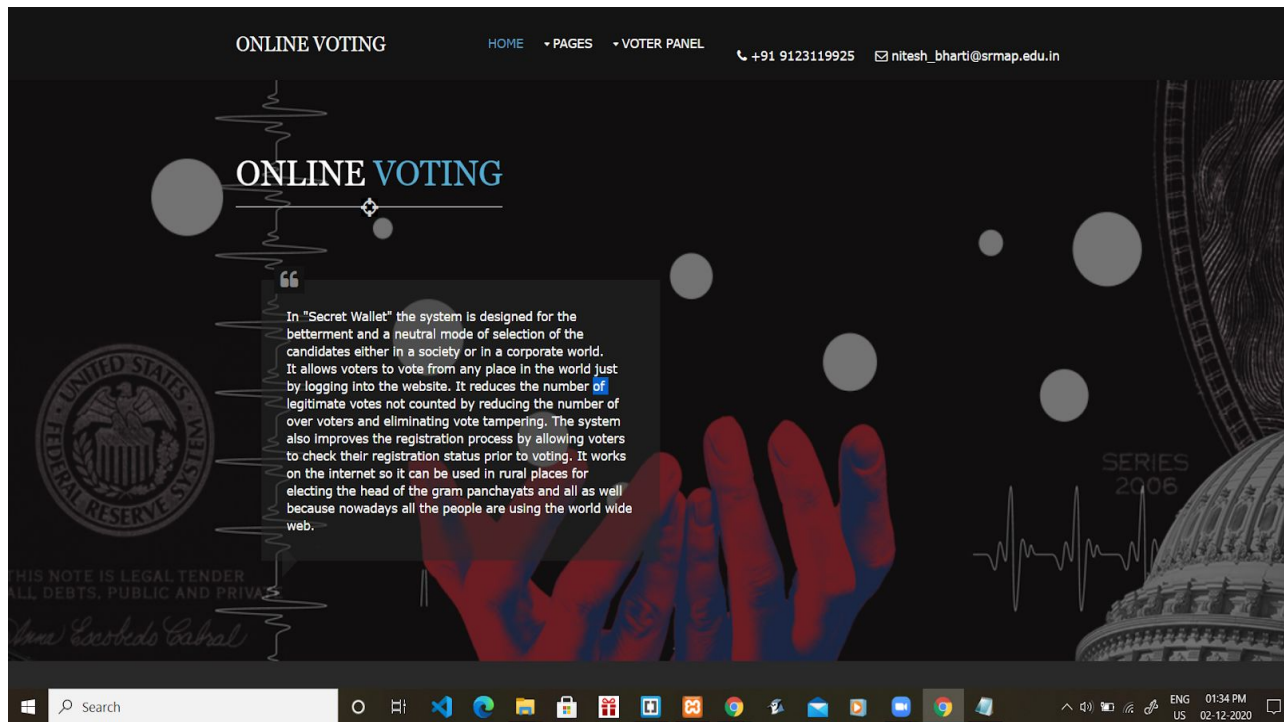 ONLINE VOTING
HOME
PAGES
VOTER PANEL
+91 9123119925
nitesh_bharti@srmap.edu.in
ONLINE VOTING
In "Secret Wallet" the system is designed for the
betterment and a neutral mode of selection of the
candidates either in a society or in a corporate world.
It allows voters to vote from any place in the world just
by logging into the website. It reduces the number of
legitimate votes not counted by reducing the number of
over voters and eliminating vote tampering. The system
also improves the registration process by allowing voters
to check their registration status prior to voting. It works
on the internet so it can be used in rural places for
electing the head of the gram panchayats and all as well
because nowadays all the people are using the world wide
web.
UNITED STATES
FEDERAL RESERVE SYSTEM
THIS NOTE IS LEGAL TENDER
ALL DEBTS, PUBLIC AND PRIVATE
Anna Escobedo Cabral
SERIES
2006
Search
ENG
US
01:34 PM
02-12-2020